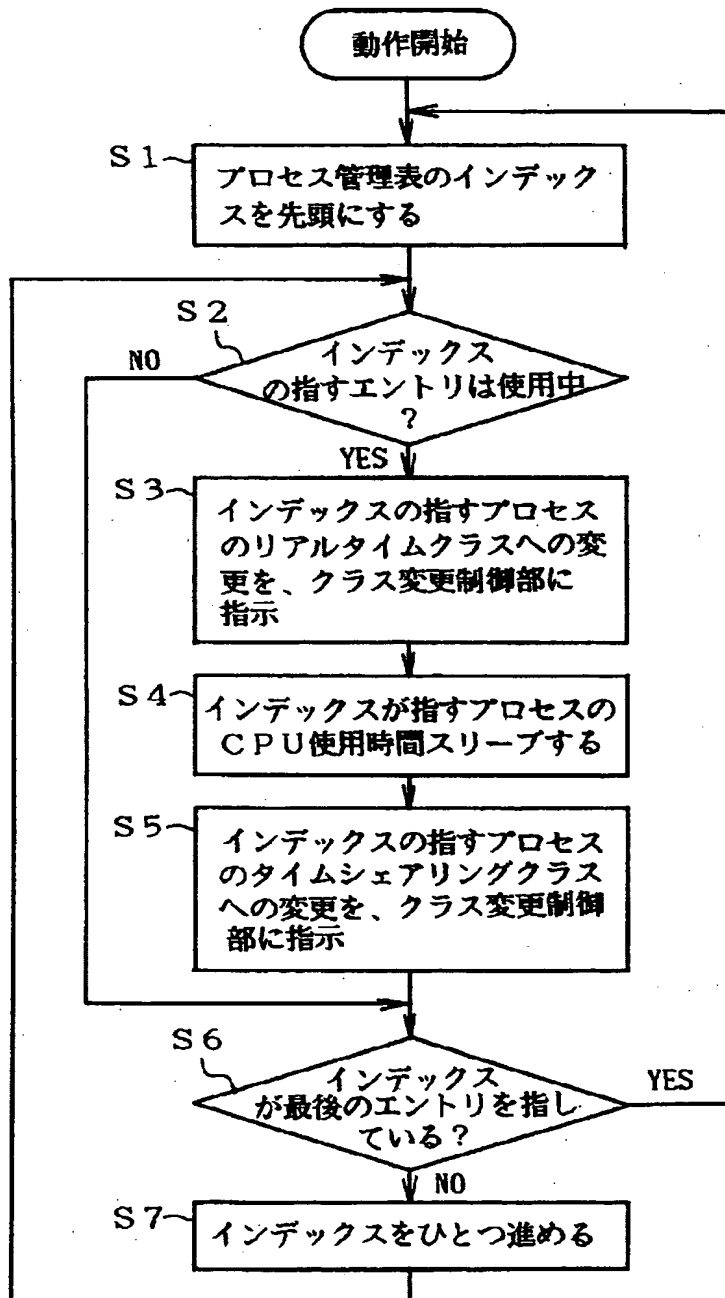 動作開始
S1
プロセス管理表のインデック
スを先頭にする
S2
NO
インデックス
の指すエントリは使用中
?
YES
S3
インデックスの指すプロセス
のリアルタイムクラスへの変
更を、クラス変更制御部に
指示
S4
インデックスが指すプロセスの
CPU使用時間スリープする
S5
インデックスの指すプロセス
のタイムシェアリングクラス
への変更を、クラス変更制御
部に指示
S6
インデックス
が最後のエントリを指し
ている?
YES
NO
S7
インデックスをひとつ進める